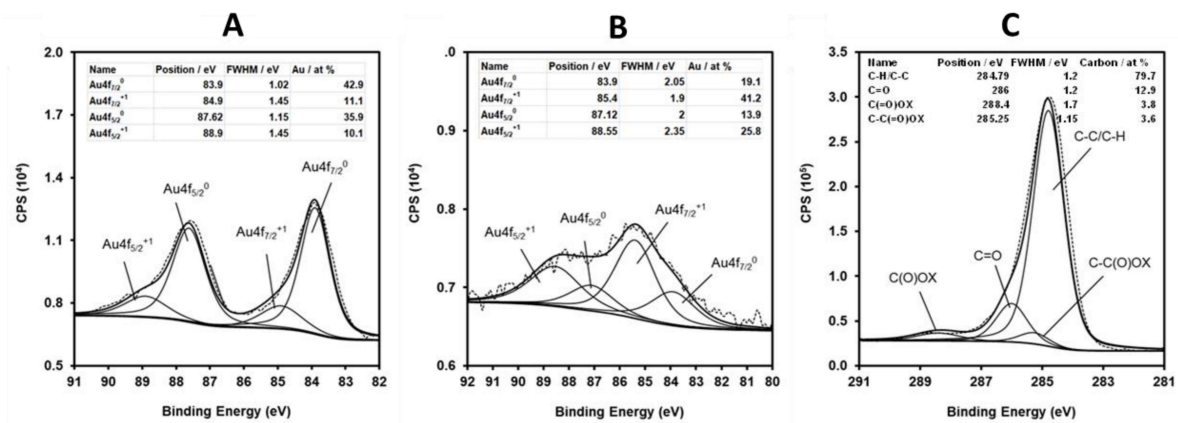 A
2.0
1.7
1.4
1.1
0.8
0.5
CPS (10⁴)
Name Position / eV FWHM / eV Au / at %
Au4f₇/₂⁰ 83.9 1.02 42.9
Au4f₇/₂⁺¹ 84.9 1.45 11.1
Au4f₅/₂⁰ 87.62 1.15 35.9
Au4f₅/₂⁺¹ 88.9 1.45 10.1
Au4f₇/₂⁰
Au4f₅/₂⁰
Au4f₇/₂⁺¹
Au4f₅/₂⁺¹
91 90 89 88 87 86 85 84 83 82
Binding Energy (eV)
B
.0
0.9
0.8
0.7
0.6
CPS (10⁴)
Name Position / eV FWHM / eV Au / at %
Au4f₇/₂⁰ 83.9 2.05 19.1
Au4f₇/₂⁺¹ 85.4 1.9 41.2
Au4f₅/₂⁰ 87.12 2 13.9
Au4f₅/₂⁺¹ 88.55 2.35 25.8
Au4f₇/₂⁺¹
Au4f₅/₂⁰
Au4f₅/₂⁺¹
Au4f₇/₂⁰
92 91 90 89 88 87 85 84 83 82 81 80
Binding Energy (eV)
C
3.5
3.0
2.5
2.0
1.5
1.0
0.5
0.0
CPS (10⁵)
Name Position / eV FWHM / eV Carbon / at %
C-H/C-C 284.79 1.2 79.7
C=O 286 1.2 12.9
C(=O)OX 288.4 1.7 3.8
C-C(=O)OX 285.25 1.15 3.6
C-C/C-H
C=O
C-C(O)OX
C(O)OX
291 289 287 285 283 281
Binding Energy (eV)